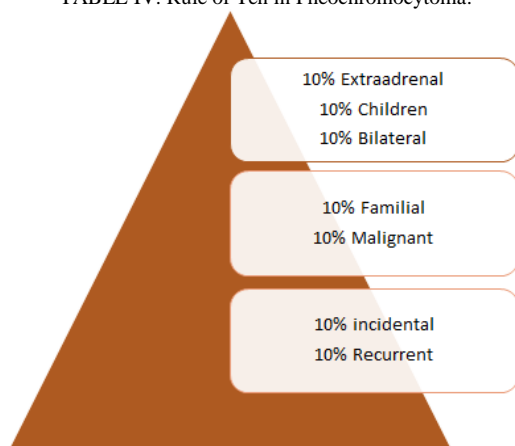 TABLE IV. Rule of Ten in Pheochromocytoma.
10% Extraadrenal
10% Children
10% Bilateral
10% Familial
10% Malignant
10% incidental
10% Recurrent